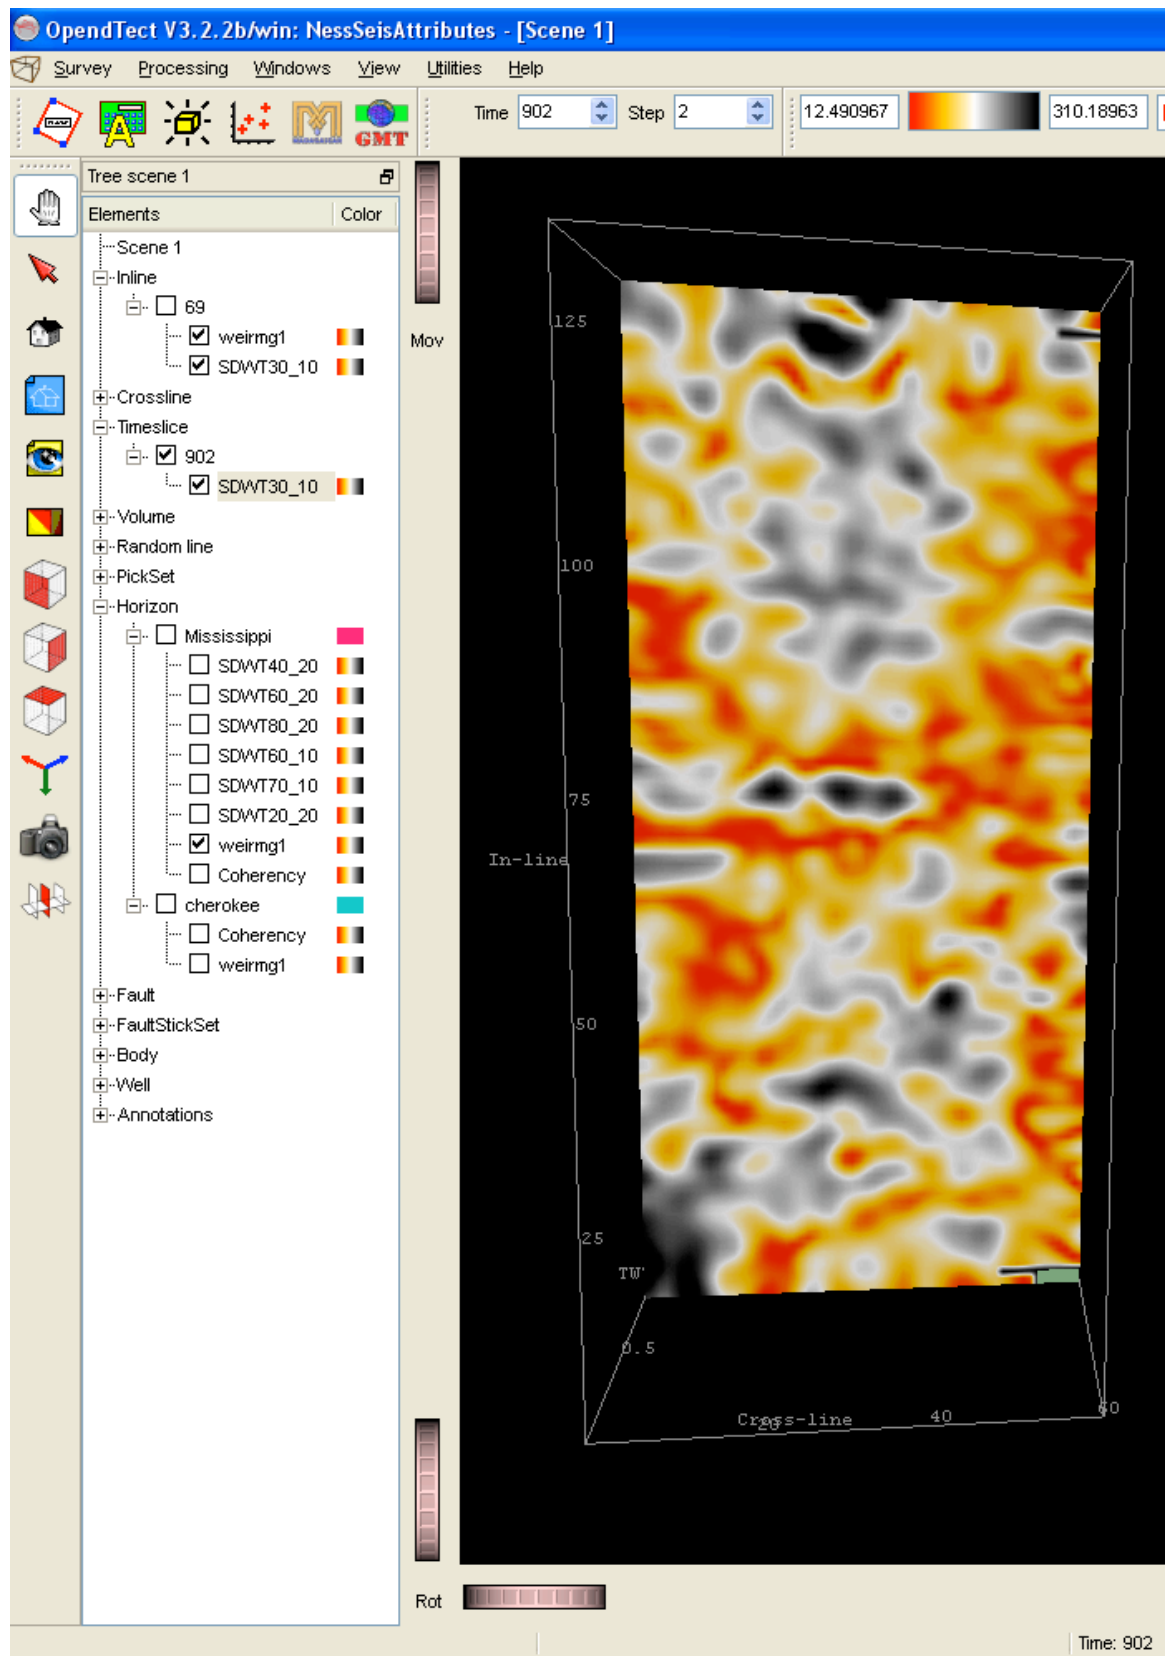 OpendTect V3.2.2b/win: NessSeisAttributes - [Scene 1]
Survey Processing Windows View Utilities Help
Time 902 Step 2 12.490967 310.18963
GMT
Tree scene 1
Elements Color
Scene 1
Inline
69
weirmg1
SDWT30_10
Crossline
Timeslice
902
SDWT30_10
Volume
Random line
PickSet
Horizon
Mississippi
SDWT40_20
SDWT60_20
SDWT80_20
SDWT60_10
SDWT70_10
SDWT20_20
weirmg1
Coherency
cherokee
Coherency
weirmg1
Fault
FaultStickSet
Body
Well
Annotations
Mov
125
100
75
In-line
50
25
TW'
0.5
Cross-line
20
40
60
Rot
Time: 902